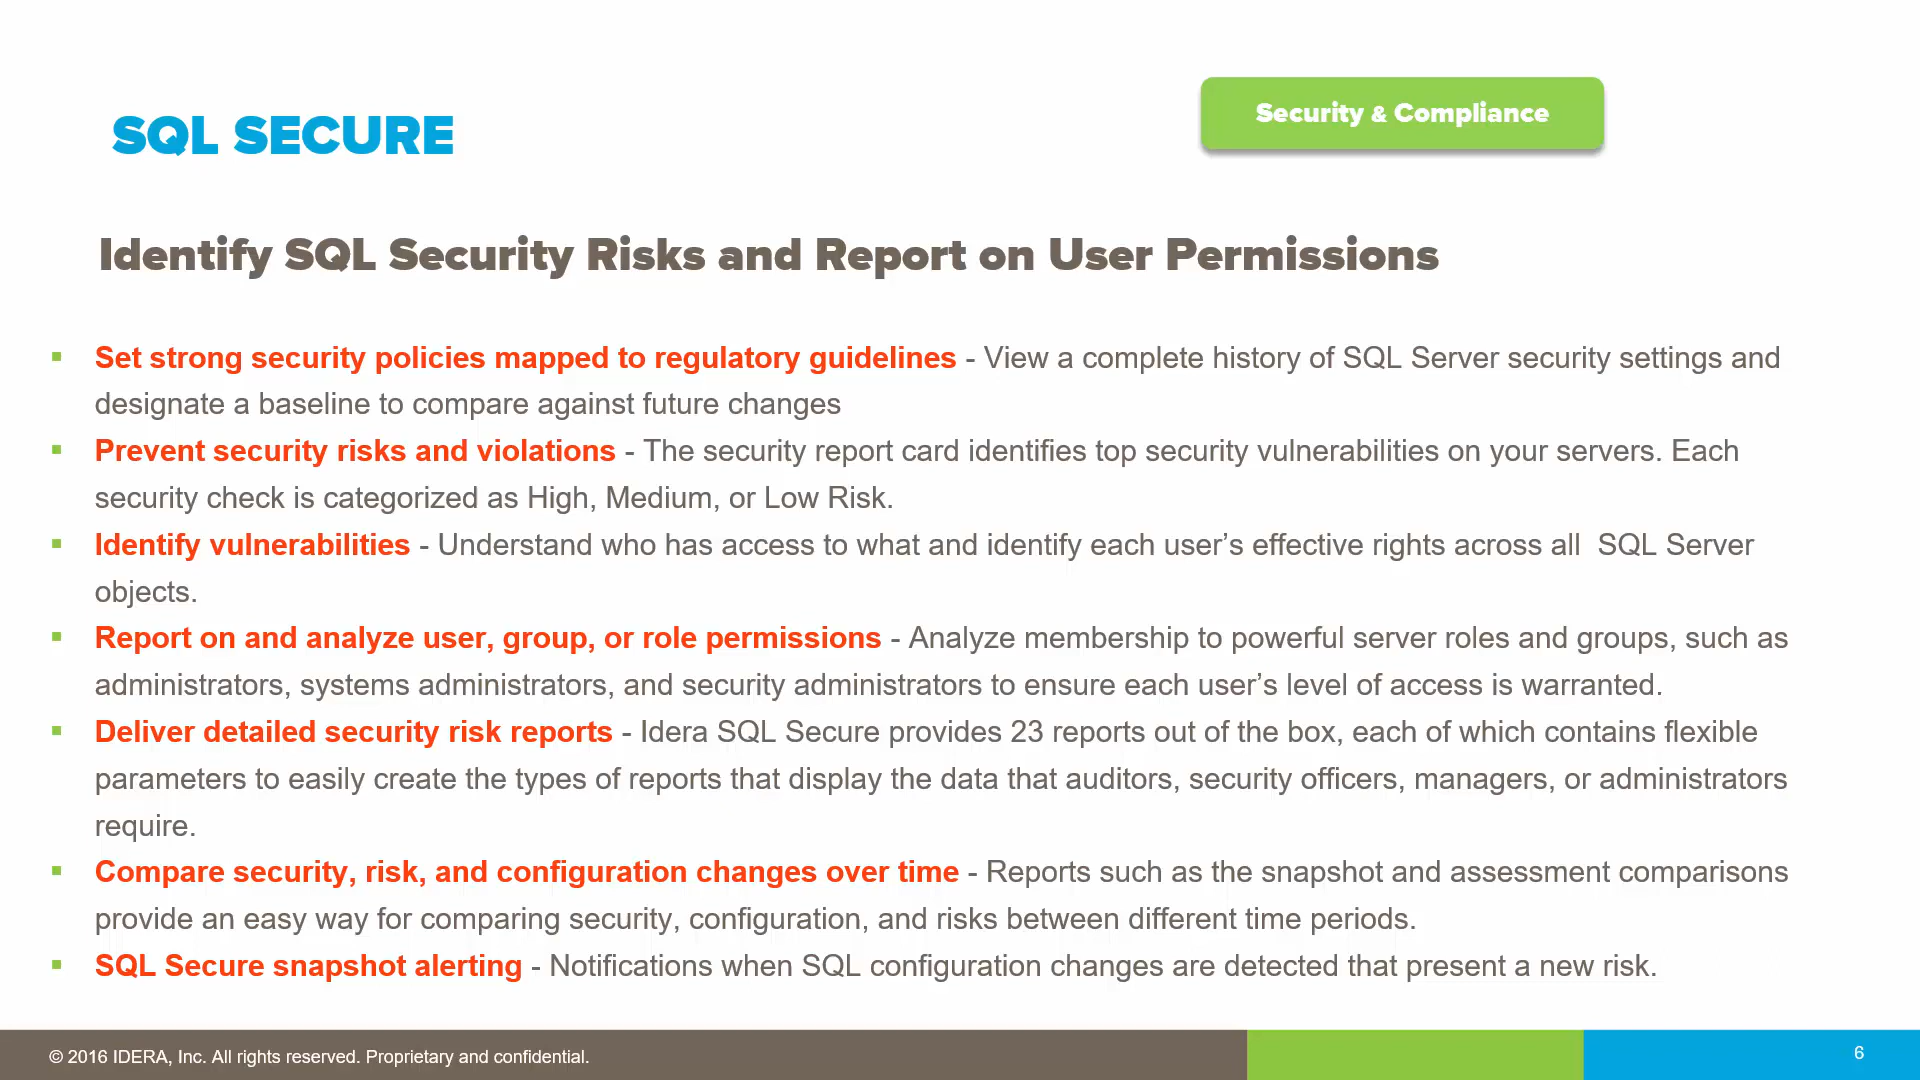 Security & Compliance
SQL SECURE
Identify SQL Security Risks and Report on User Permissions
▪ Set strong security policies mapped to regulatory guidelines - View a complete history of SQL Server security settings and
designate a baseline to compare against future changes
▪ Prevent security risks and violations - The security report card identifies top security vulnerabilities on your servers. Each
security check is categorized as High, Medium, or Low Risk.
▪ Identify vulnerabilities - Understand who has access to what and identify each user’s effective rights across all  SQL Server
objects.
▪ Report on and analyze user, group, or role permissions - Analyze membership to powerful server roles and groups, such as
administrators, systems administrators, and security administrators to ensure each user’s level of access is warranted.
▪ Deliver detailed security risk reports - Idera SQL Secure provides 23 reports out of the box, each of which contains flexible
parameters to easily create the types of reports that display the data that auditors, security officers, managers, or administrators
require.
▪ Compare security, risk, and configuration changes over time - Reports such as the snapshot and assessment comparisons
provide an easy way for comparing security, configuration, and risks between different time periods.
▪ SQL Secure snapshot alerting - Notifications when SQL configuration changes are detected that present a new risk.
© 2016 IDERA, Inc. All rights reserved. Proprietary and confidential.
6